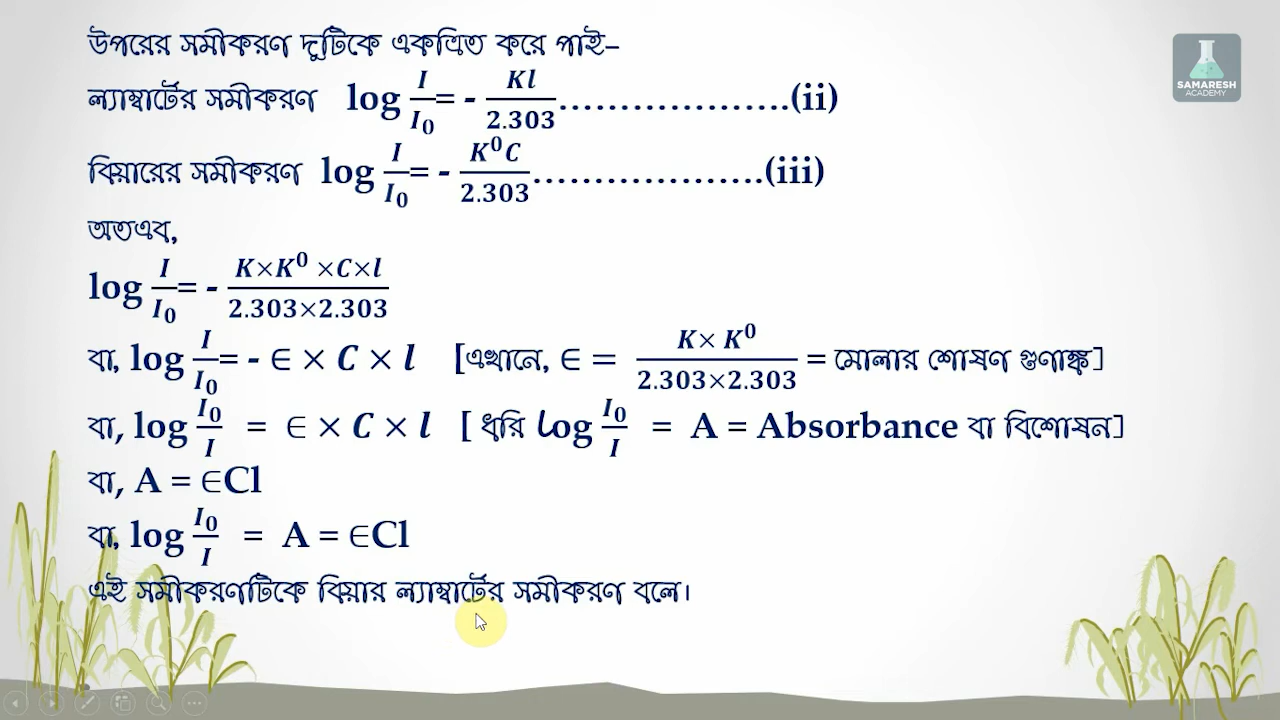 উপরের সমীকরণ দুটিকে একত্রিত করে পাই–
ল্যাম্বার্টের সমীকরণ log I/I₀ = - Kl/2.303………………….(ii)
বিয়ারের সমীকরণ log I/I₀ = - K⁰C/2.303………………….(iii)
অতএব,
log I/I₀ = - K×K⁰ ×C×l/2.303×2.303
বা, log I/I₀ = - ∈ × C × l [এখানে, ∈ = K× K⁰/2.303×2.303 = মোলার শোষণ গুণাঙ্ক]
বা, log I₀/I = ∈ × C × l [ ধরি log I₀/I = A = Absorbance বা বিশোষন]
বা, A = ∈Cl
বা, log I₀/I = A = ∈Cl
এই সমীকরণটিকে বিয়ার ল্যাম্বার্টের সমীকরণ বলে।
SAMARESH
ACADEMY